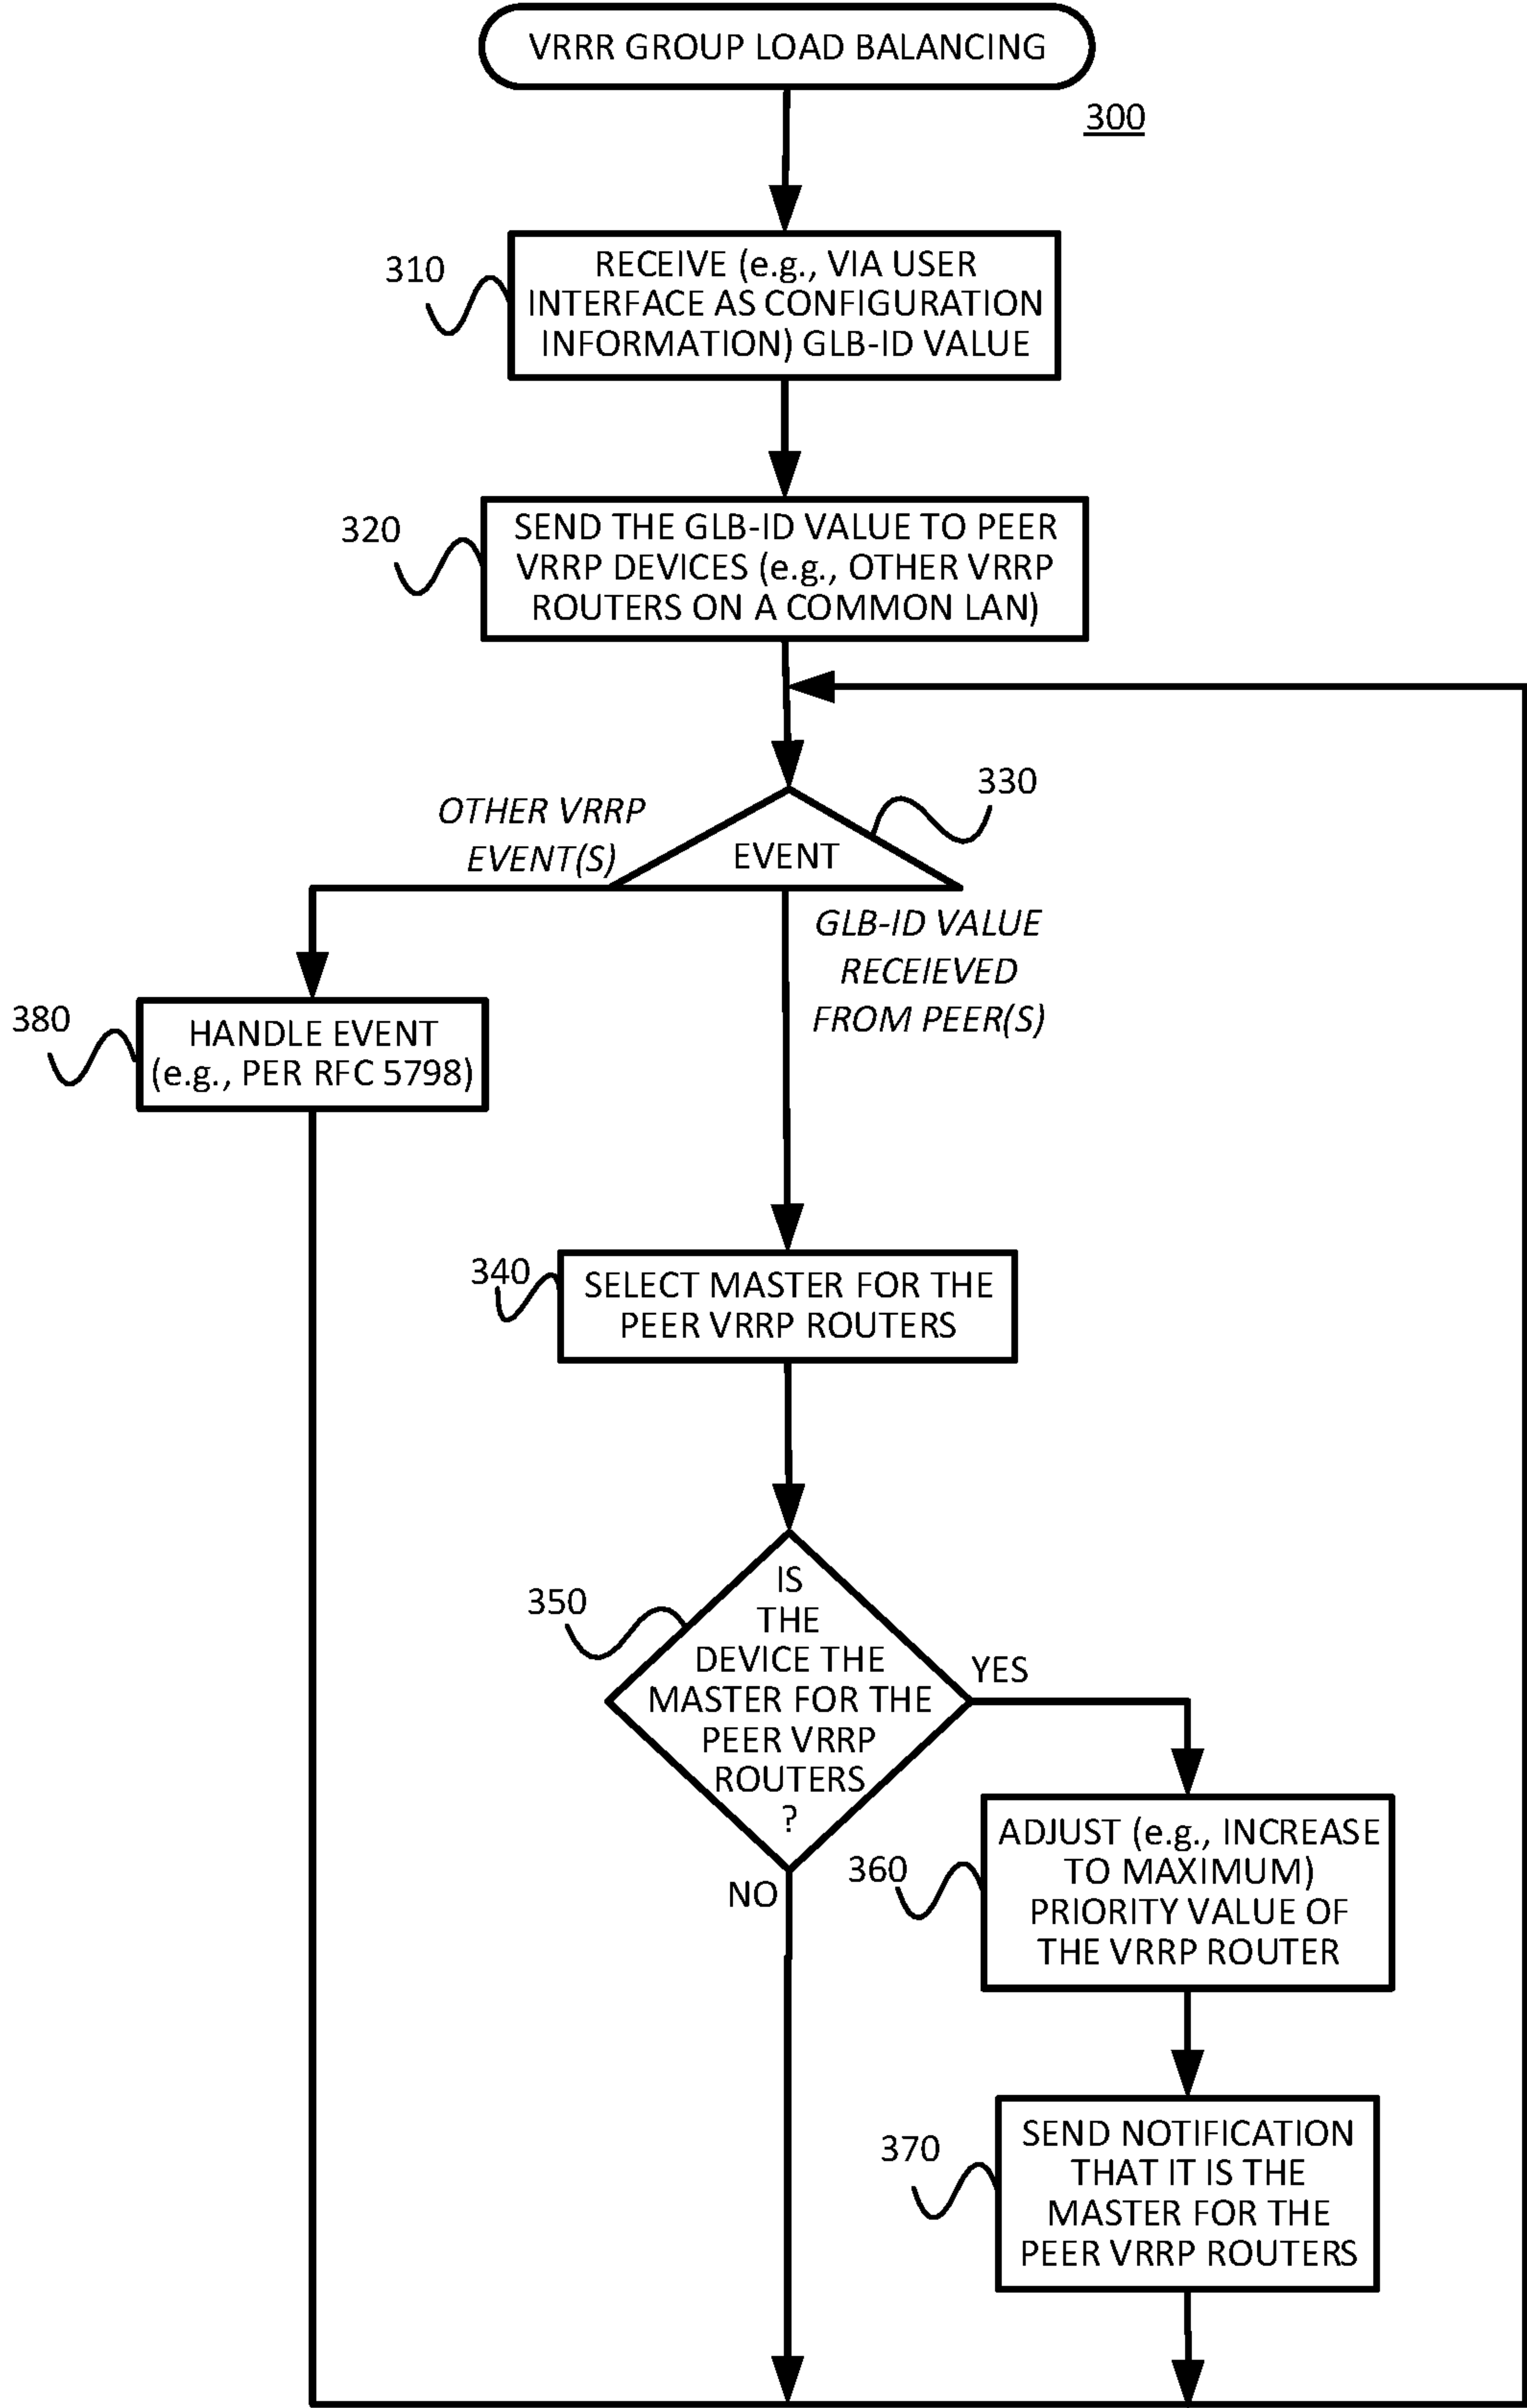 VRRR GROUP LOAD BALANCING
300
310
RECEIVE (e.g., VIA USER
INTERFACE AS CONFIGURATION
INFORMATION) GLB-ID VALUE
320
SEND THE GLB-ID VALUE TO PEER
VRRP DEVICES (e.g., OTHER VRRP
ROUTERS ON A COMMON LAN)
330
OTHER VRRP
EVENT(S)
EVENT
GLB-ID VALUE
RECEIEVED
FROM PEER(S)
380
HANDLE EVENT
(e.g., PER RFC 5798)
340
SELECT MASTER FOR THE
PEER VRRP ROUTERS
350
IS
THE
DEVICE THE
MASTER FOR THE
PEER VRRP
ROUTERS
?
YES
NO
360
ADJUST (e.g., INCREASE
TO MAXIMUM)
PRIORITY VALUE OF
THE VRRP ROUTER
370
SEND NOTIFICATION
THAT IT IS THE
MASTER FOR THE
PEER VRRP ROUTERS